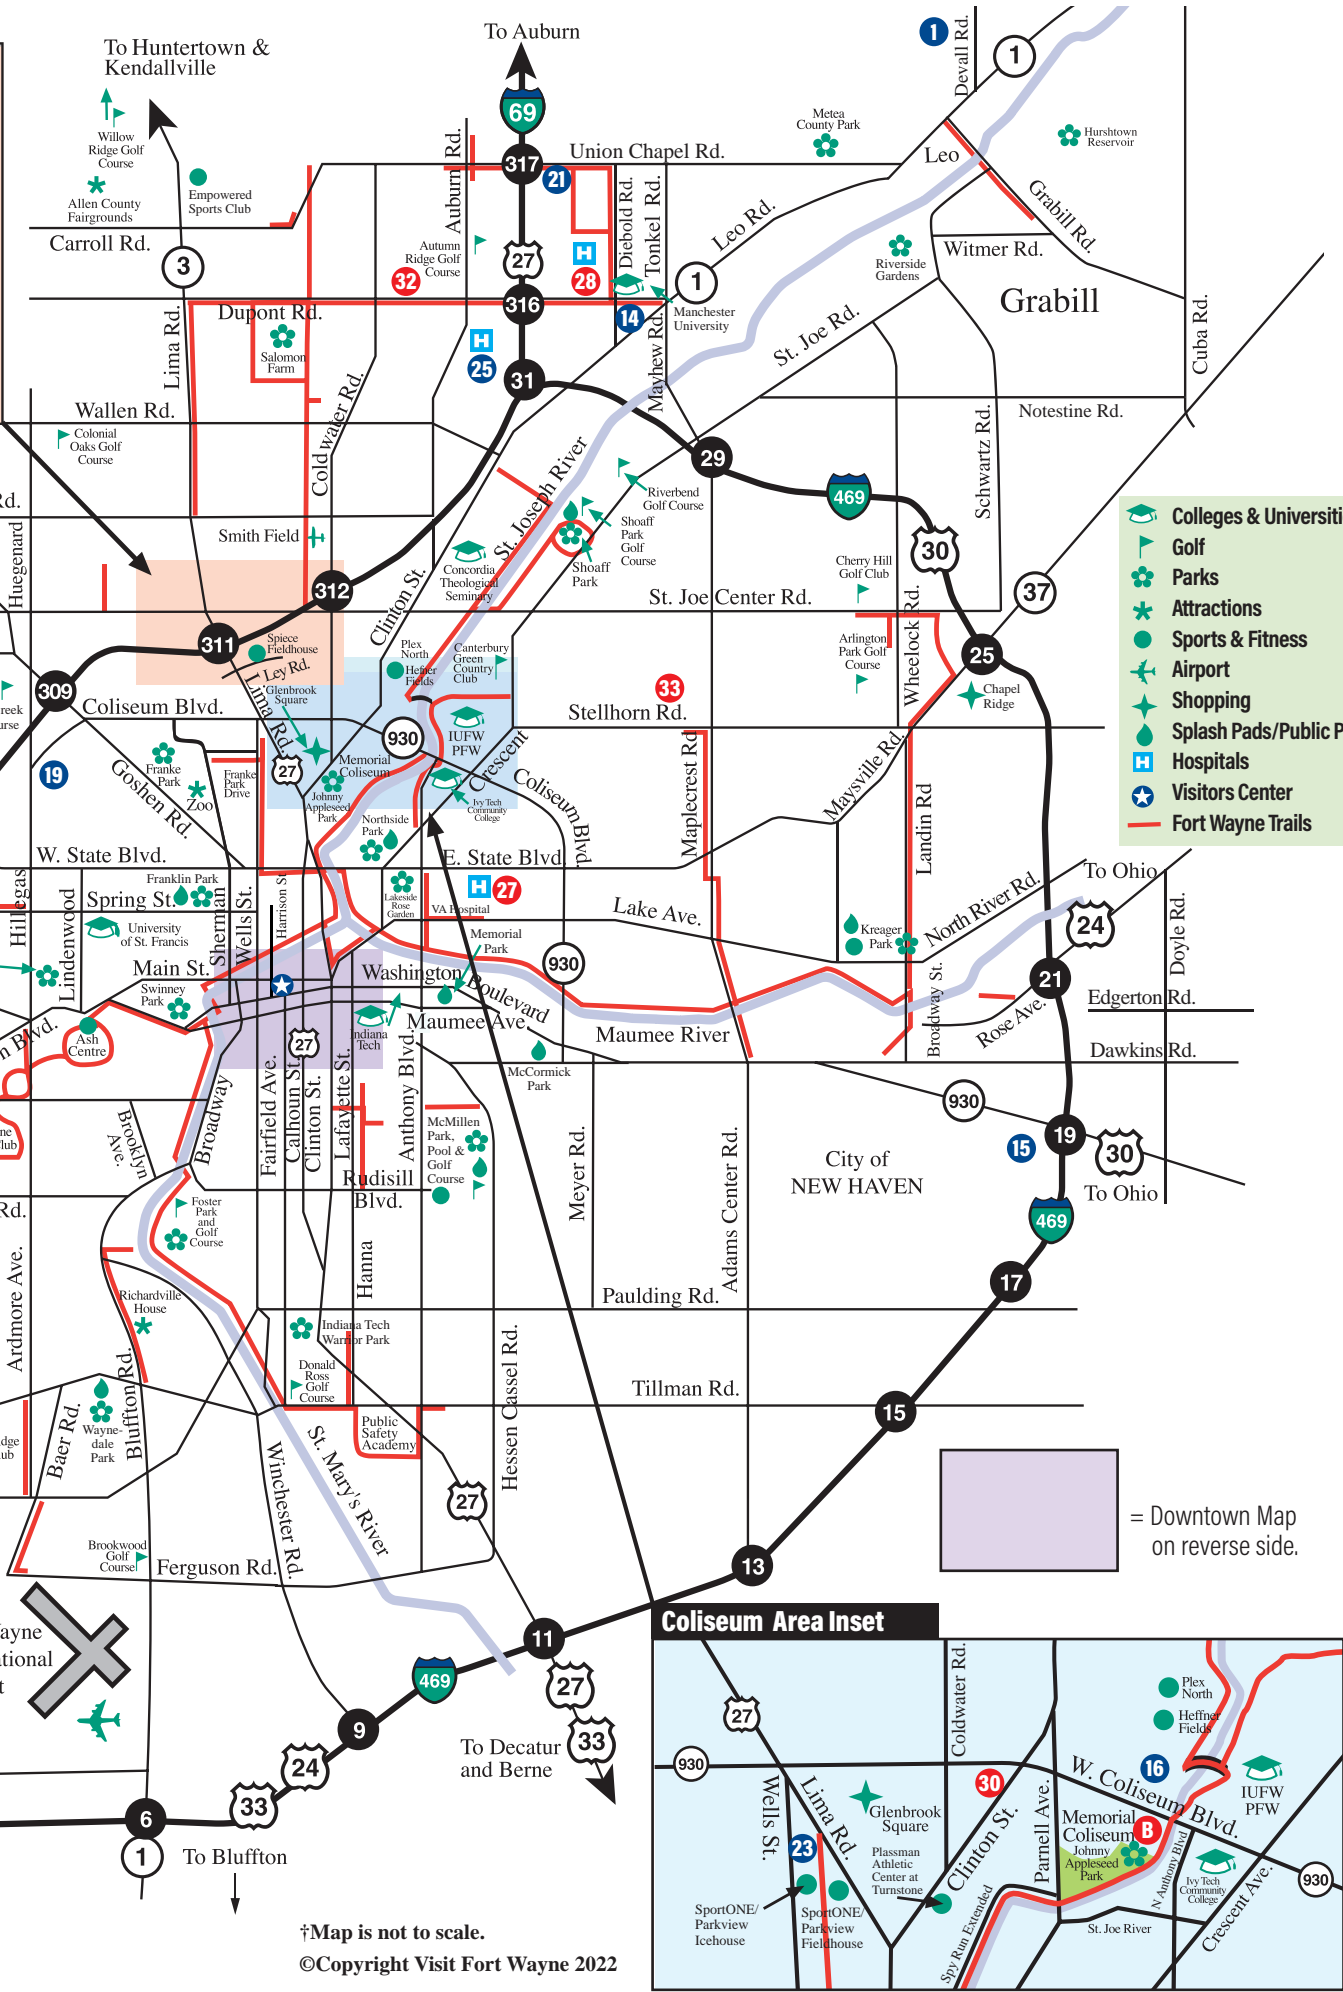 To Auburn
To Huntertown &
Kendallville
Willow
Ridge Golf
Course
Allen County
Fairgrounds
Empowered
Sports Club
Carroll Rd.
3
69
317
Union Chapel Rd.
21
Auburn Rd.
Autumn
Ridge Golf
Course
27
H
28
32
Diebold Rd.
Tonkel Rd.
Metea
County Park
1
Devall Rd.
1
Hurshtown
Reservoir
Leo
Grabill Rd.
Leo Rd.
Witmer Rd.
Riverside
Gardens
Grabill
Cuba Rd.
1
Manchester
University
316
14
Dupont Rd.
Salomon
Farm
Lima Rd.
H
25
31
Mayhew Rd.
St. Joe Rd.
Wallen Rd.
Colonial
Oaks Golf
Course
Coldwater Rd.
Notestine Rd.
Schwartz Rd.
29
469
30
Riverbend
Golf Course
Shoaff
Park
Golf
Course
Shoaff
Park
St. Joseph River
Rd.
Huegenard
Smith Field
312
Concordia
Theological
Seminary
Clinton St.
St. Joe Center Rd.
Cherry Hill
Golf Club
37
25
Wheelock Rd.
Arlington
Park Golf
Course
Chapel
Ridge
311
Spiece
Fieldhouse
Ley Rd.
Lima Rd.
Glenbrook
Square
Plex
North
Hefner
Fields
Canterbury
Green
Country
Club
33
309
reek
urse
Coliseum Blvd.
Stellhorn Rd.
930
IUFW
PFW
Crescent
Coliseum Blvd.
Memorial
Coliseum
Johnny
Appleseed
Park
Ivy Tech
Community
College
27
19
Goshen Rd.
Franke
Park
Zoo
Franke
Park
Drive
Northside
Park
Maplecrest Rd
Maysville Rd.
Landin Rd
Colleges & Universiti
Golf
Parks
Attractions
Sports & Fitness
Airport
Shopping
Splash Pads/Public P
H
Hospitals
Visitors Center
Fort Wayne Trails
W. State Blvd.
E. State Blvd.
Hillegas
Lindenwood
Spring St.
Franklin Park
University
of St. Francis
Sherman
Wells St.
Harrison St.
Lakeside
Rose
Garden
H
27
VA Hospital
Memorial
Park
Lake Ave.
930
Kreager
Park
North River Rd.
To Ohio
24
Doyle Rd.
21
Edgerton Rd.
Dawkins Rd.
Rose Ave.
Broadway St.
Main St.
Swinney
Park
Washington
Boulevard
Maumee Ave.
Maumee River
Indiana
Tech
n Blvd.
Ash
Centre
27
McCormick
Park
Broadway
Fairfield Ave.
Calhoun St.
Clinton St.
Lafayette St.
Anthony Blvd.
Brooklyn
Ave.
ne
lub
McMillen
Park,
Pool &
Golf
Course
Rudisill
Blvd.
Meyer Rd.
Adams Center Rd.
930
19
15
30
To Ohio
City of
NEW HAVEN
469
17
Foster
Park
and
Golf
Course
Rd.
Ardmore Ave.
Hanna
Richardville
House
Paulding Rd.
Indiana Tech
Warrior Park
Donald
Ross
Golf
Course
Hessen Cassel Rd.
Tillman Rd.
15
Baer Rd.
Bluffton Rd.
Wayne-
dale
Park
dge
ub
Public
Safety
Academy
Winchester Rd.
St. Mary's River
27
Brookwood
Golf
Course
Ferguson Rd.
13
= Downtown Map
on reverse side.
ayne
ational
t
11
469
27
33
9
24
33
6
1
To Decatur
and Berne
To Bluffton
†Map is not to scale.
©Copyright Visit Fort Wayne 2022
Coliseum Area Inset
27
930
Coldwater Rd.
Plex
North
Heffner
Fields
16
IUFW
PFW
W. Coliseum Blvd.
30
Wells St.
Lima Rd.
Glenbrook
Square
Clinton St.
Parnell Ave.
Memorial
Coliseum
B
Johnny
Appleseed
Park
N Anthony Blvd
Ivy Tech
Community
College
930
Crescent Ave.
23
Plassman
Athletic
Center at
Turnstone
SportONE/
Parkview
Icehouse
SportONE/
Parkview
Fieldhouse
Spy Run Extended
St. Joe River